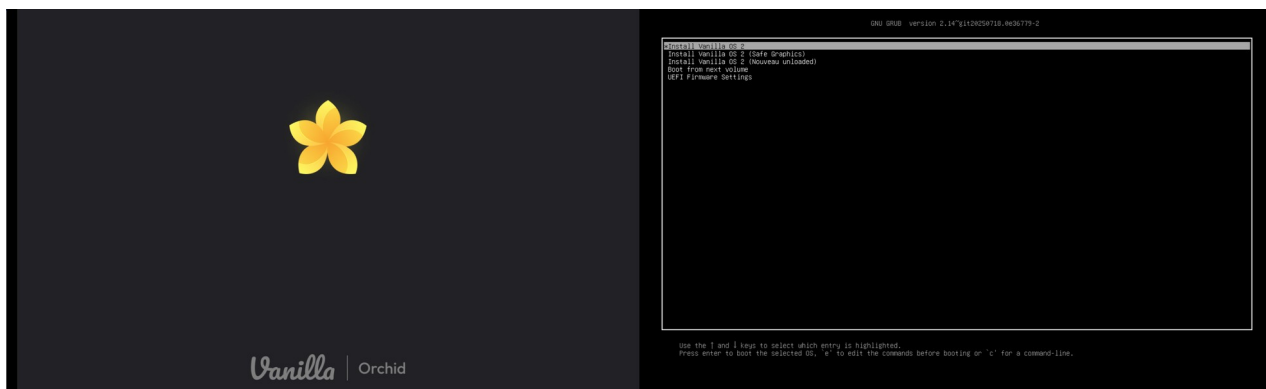 Vanilla | Orchid
GNU GRUB version 2.14~git20250718.0e36779-2
*Install Vanilla OS 2
Install Vanilla OS 2 (Safe Graphics)
Install Vanilla OS 2 (Nouveau unloaded)
Boot from next volume
UEFI Firmware Settings
Use the ↑ and ↓ keys to select which entry is highlighted.
Press enter to boot the selected OS, `e' to edit the commands before booting or `c' for a command-line.